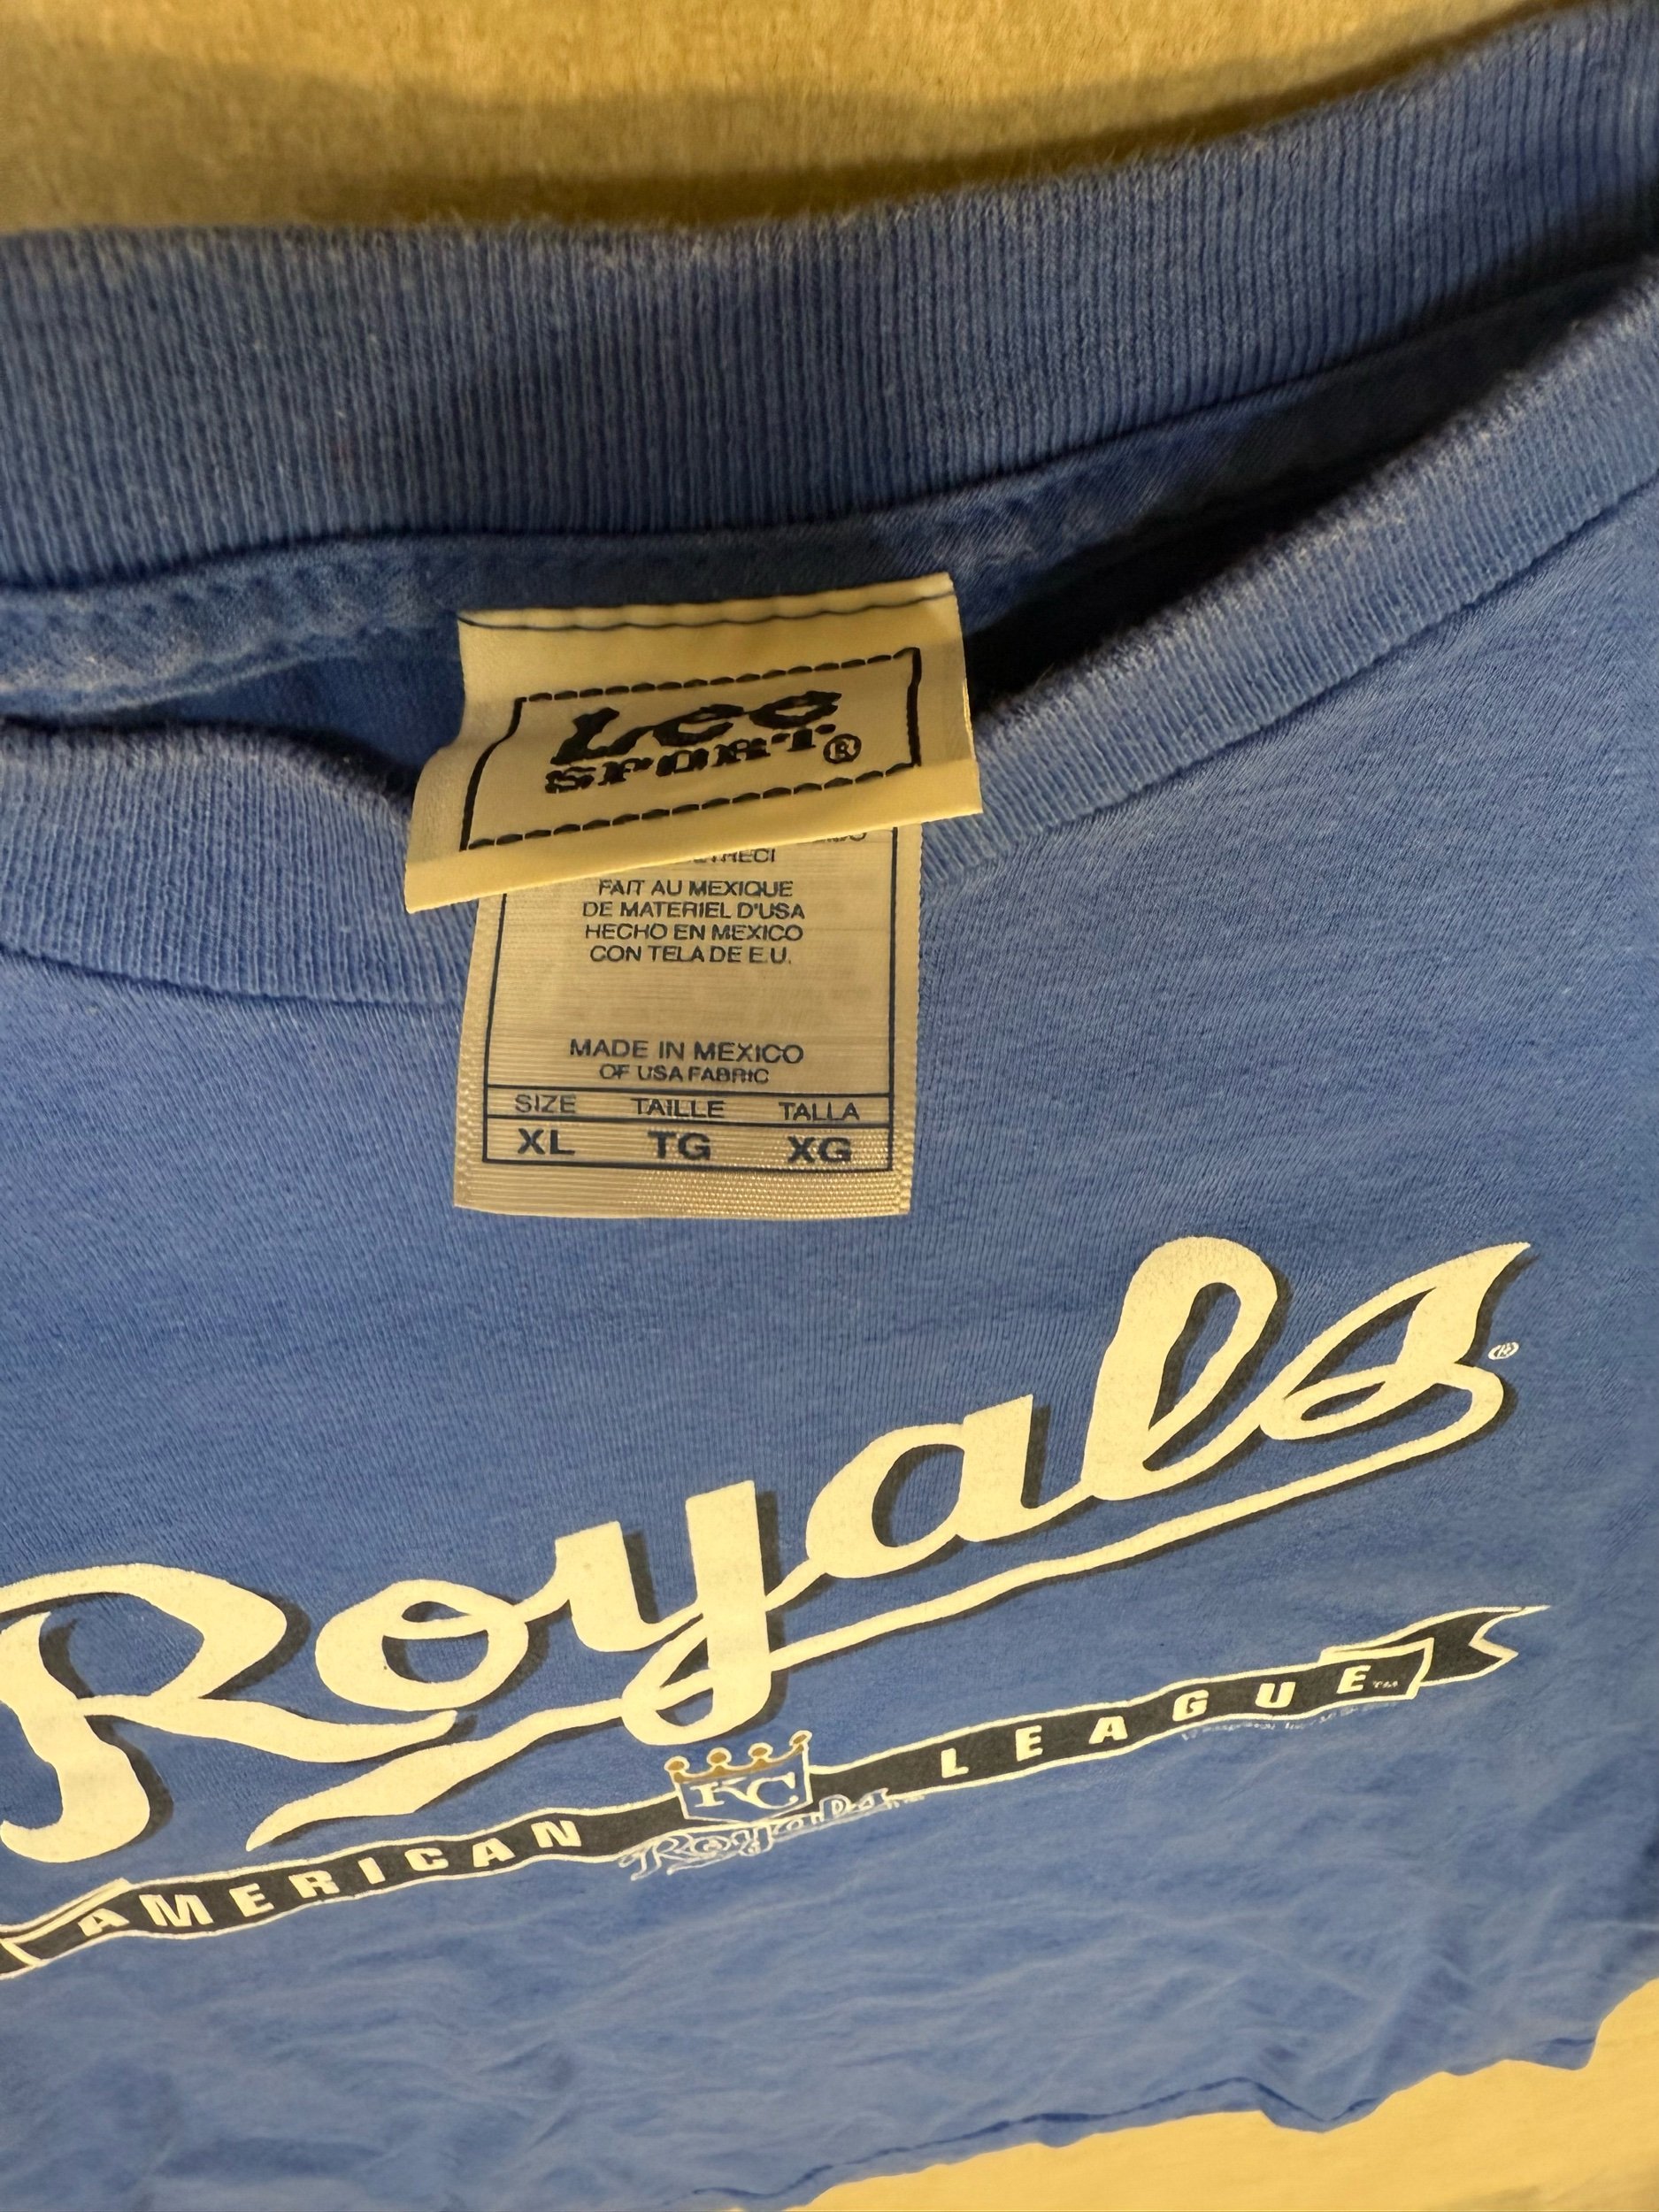 Lee
SPORT®
FAIT AU MEXIQUE
DE MATERIEL D'USA
HECHO EN MEXICO
CON TELA DE E.U.
MADE IN MEXICO
OF USA FABRIC
SIZE TAILLE TALLA
XL TG XG
Royals®
AMERICAN KC LEAGUE™
Royals™